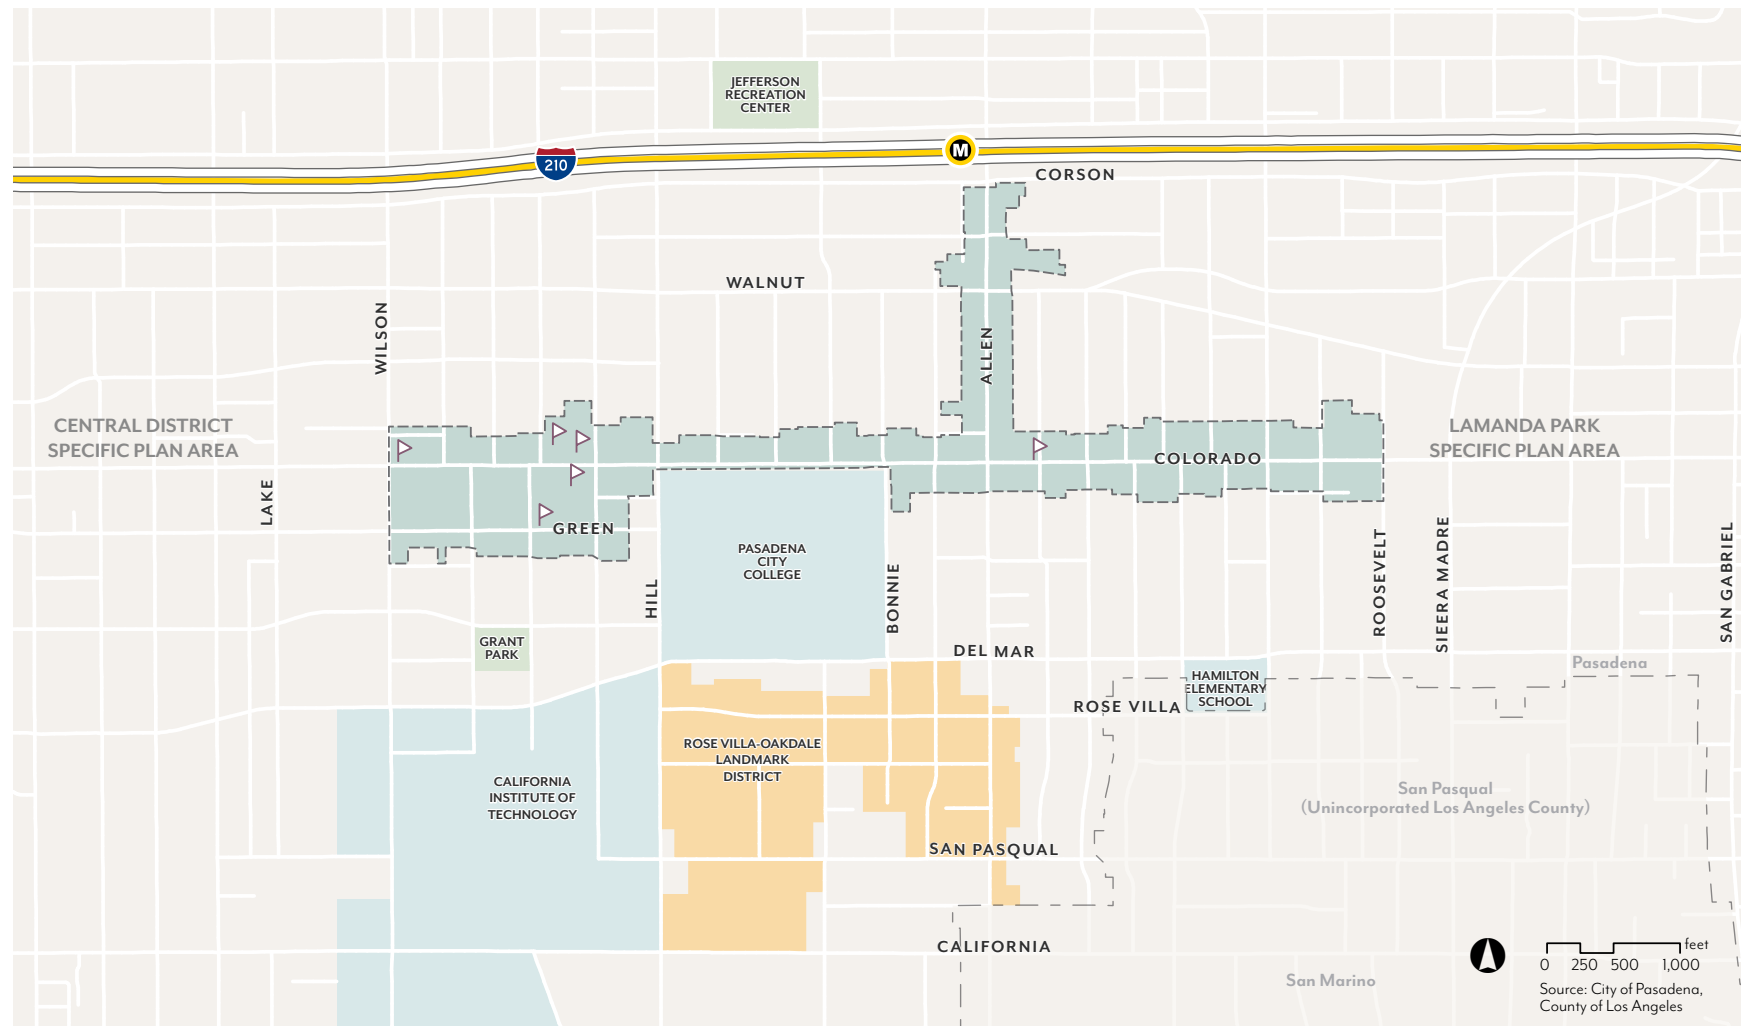 JEFFERSON
RECREATION
CENTER
M
210
CORSON
WALNUT
WILSON
ALLEN
CENTRAL DISTRICT
SPECIFIC PLAN AREA
LAMANDA PARK
SPECIFIC PLAN AREA
COLORADO
LAKE
GREEN
PASADENA
CITY
COLLEGE
HILL
BONNIE
ROOSEVELT
SIEERA MADRE
SAN GABRIEL
GRANT
PARK
DEL MAR
Pasadena
HAMILTON
ELEMENTARY
SCHOOL
ROSE VILLA
ROSE VILLA-OAKDALE
LANDMARK
DISTRICT
CALIFORNIA
INSTITUTE OF
TECHNOLOGY
San Pasqual
(Unincorporated Los Angeles County)
SAN PASQUAL
CALIFORNIA
San Marino
feet
0 250 500 1,000
Source: City of Pasadena,
County of Los Angeles